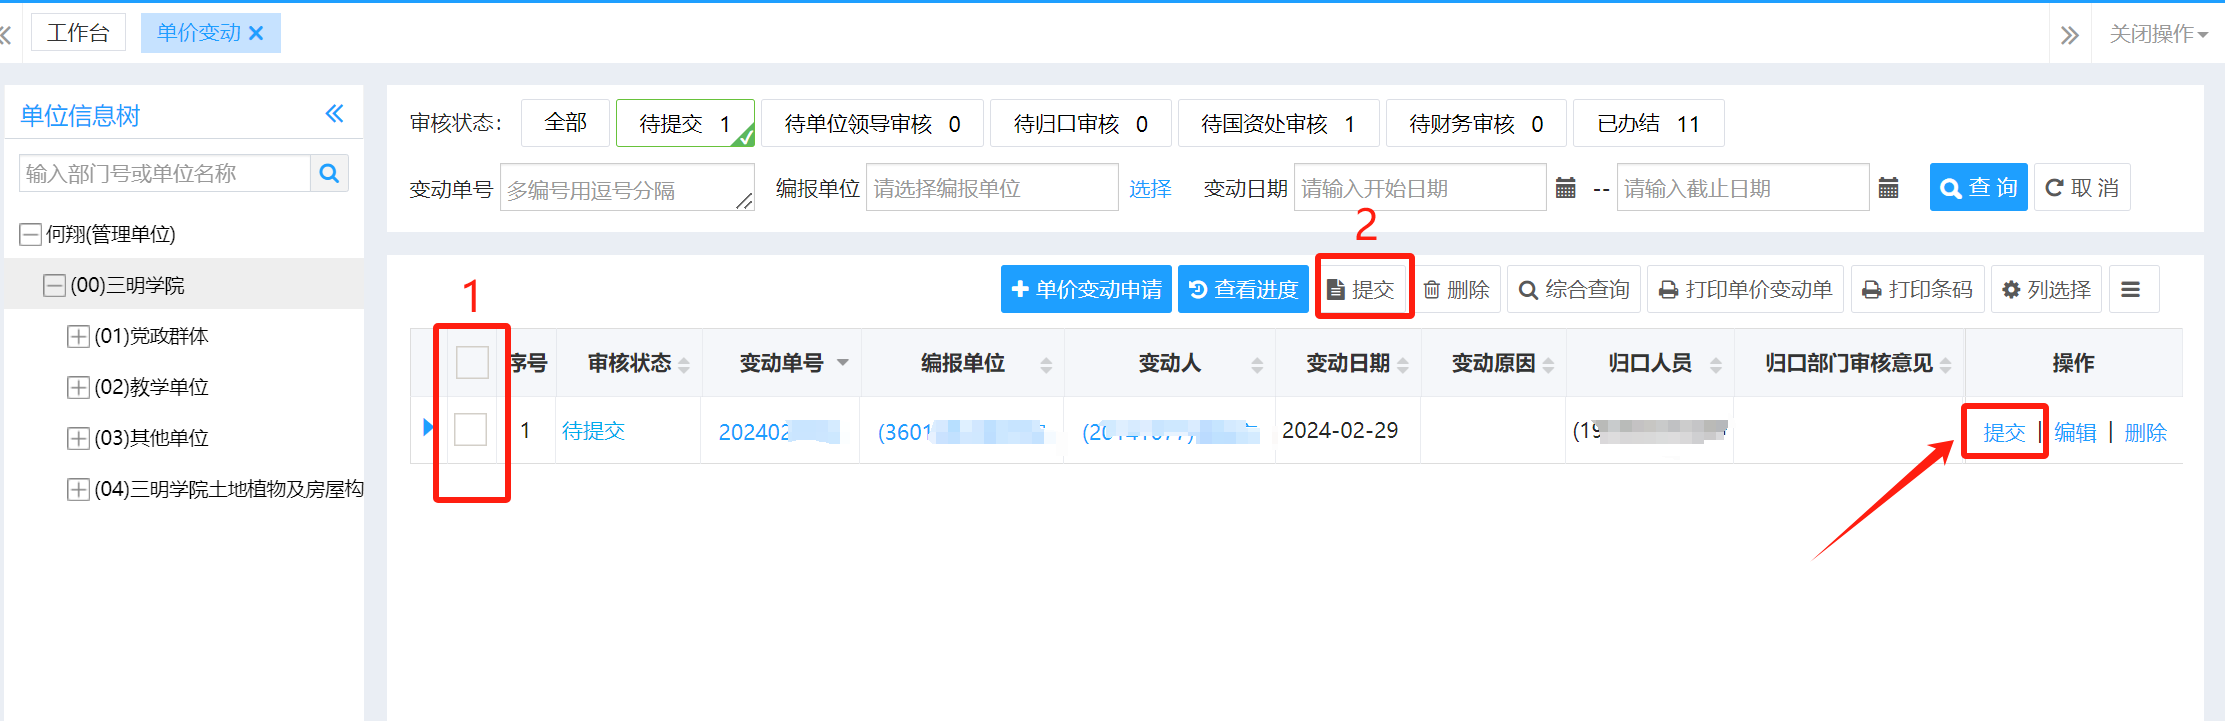 工作台 单价变动 关闭操作
单位信息树
输入部门号或单位名称
何翔(管理单位)
(00)三明学院
(01)党政群体
(02)教学单位
(03)其他单位
(04)三明学院土地植物及房屋构
审核状态: 全部 待提交 1 待单位领导审核 0 待归口审核 0 待国资处审核 1 待财务审核 0 已办结 11
变动单号 多编号用逗号分隔 编报单位 请选择编报单位 选择 变动日期 请输入开始日期 -- 请输入截止日期 查询 取消
2
单价变动申请 查看进度 提交 删除 综合查询 打印单价变动单 打印条码 列选择
1
序号 审核状态 变动单号 编报单位 变动人 变动日期 变动原因 归口人员 归口部门审核意见 操作
1 待提交 202402 (3601 2024-02-29 (19 提交 | 编辑 | 删除